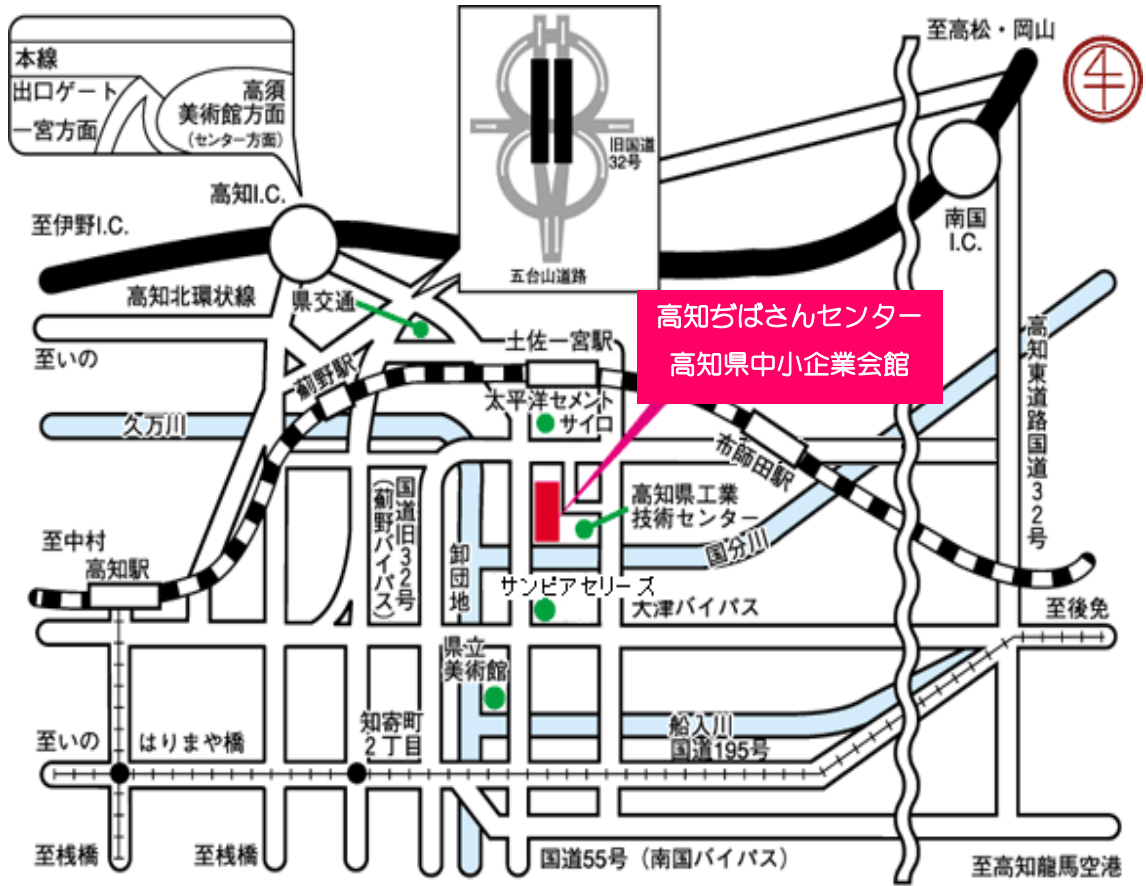 本線
出口ゲート
一宮方面
高須
美術館方面
(センター方面)
旧国道
32号
五台山道路
至高松・岡山
高知I.C.
至伊野I.C.
南国
I.C.
高知北環状線
県交通
至いの
薊野駅
土佐一宮駅
高知ぢばさんセンター
高知県中小企業会館
高知東道路国道32号
太平洋セメント
サイロ
久万川
布師田駅
国道旧32号
(薊野バイパス)
高知県工業
技術センター
国分川
至中村
高知駅
卸団地
サンピアセリーズ
大津バイパス
至後免
県立
美術館
知寄町
2丁目
船入川
国道195号
至いの
はりまや橋
至桟橋
至桟橋
国道55号(南国バイパス)
至高知龍馬空港